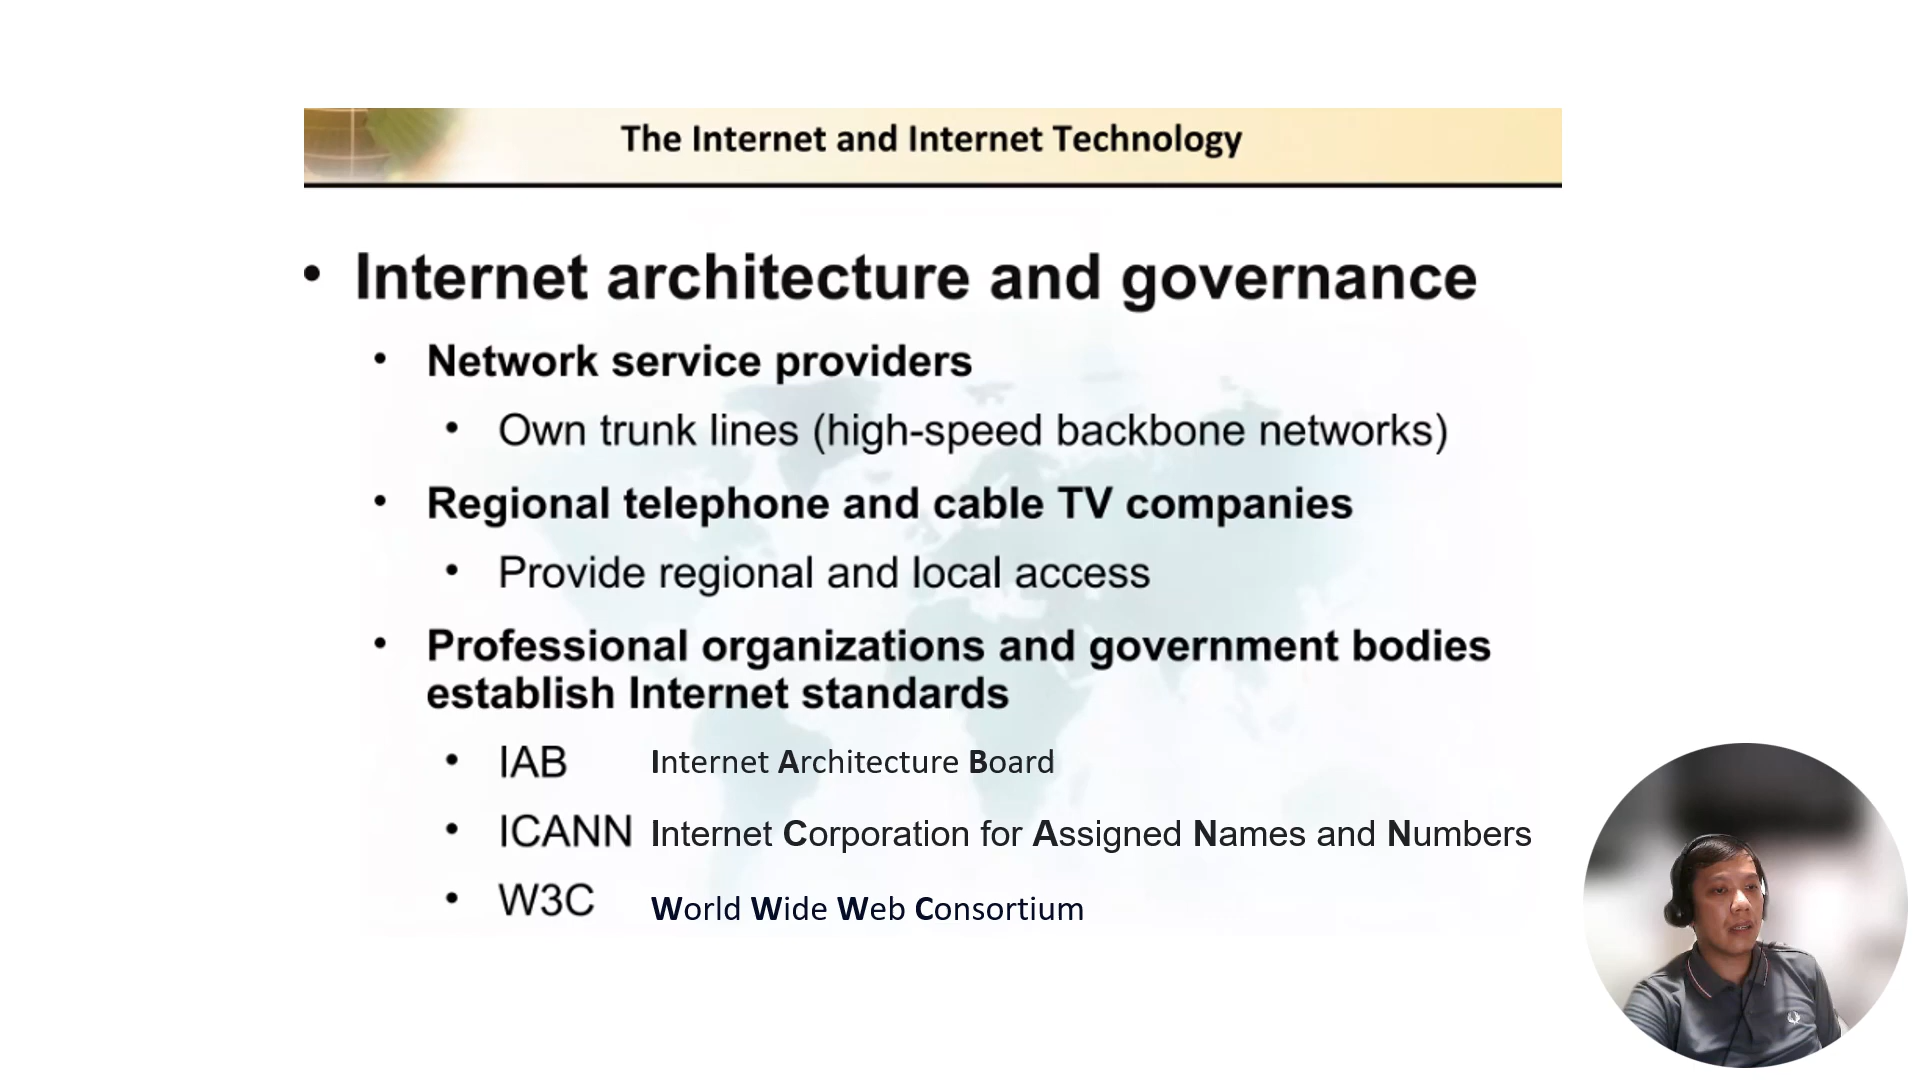 The Internet and Internet Technology
• Internet architecture and governance
• Network service providers
• Own trunk lines (high-speed backbone networks)
• Regional telephone and cable TV companies
• Provide regional and local access
• Professional organizations and government bodies
establish Internet standards
• IAB Internet Architecture Board
• ICANN Internet Corporation for Assigned Names and Numbers
• W3C World Wide Web Consortium